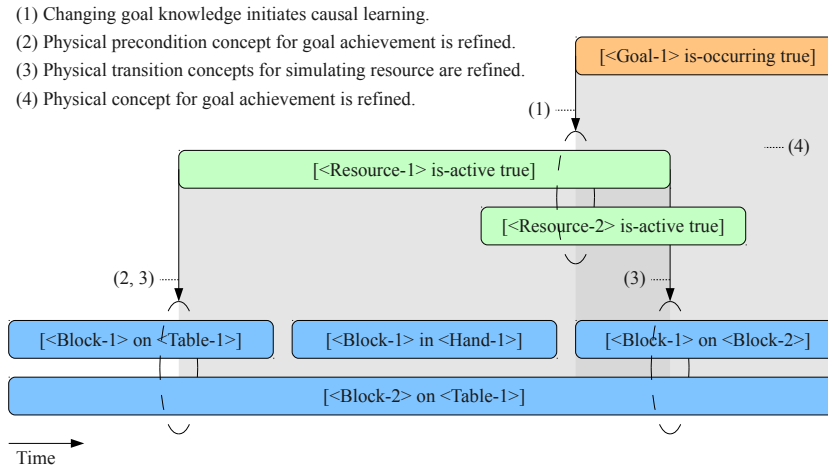 (1) Changing goal knowledge initiates causal learning.
(2) Physical precondition concept for goal achievement is refined.
(3) Physical transition concepts for simulating resource are refined.
(4) Physical concept for goal achievement is refined.
[<Goal-1> is-occurring true]
(1)
(4)
[<Resource-1> is-active true]
[<Resource-2> is-active true]
(2, 3)
(3)
[<Block-1> on <Table-1>]
[<Block-1> in <Hand-1>]
[<Block-1> on <Block-2>]
[<Block-2> on <Table-1>]
Time